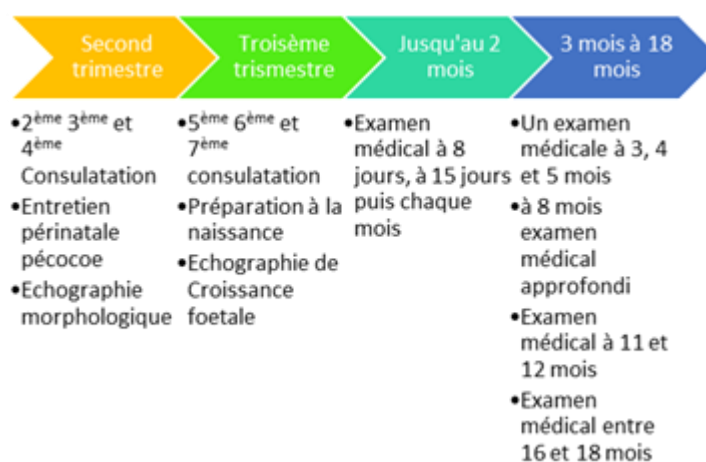 Second
trimestre
•2ème 3ème et
4ème
Consulatation
•Entretien
périnatale
pécocoe
•Echographie
morphologique
Troisème
trismestre
•5ème 6ème et
7ème
consulatation
•Préparation à la
naissance
•Echographie de
Croissance
foetale
Jusqu'au 2
mois
•Examen
médical à 8
jours, à 15 jours
puis chaque
mois
3 mois à 18
mois
•Un examen
médicale à 3, 4
et 5 mois
•à 8 mois
examen
médical
approfondi
•Examen
médical à 11 et
12 mois
•Examen
médical entre
16 et 18 mois